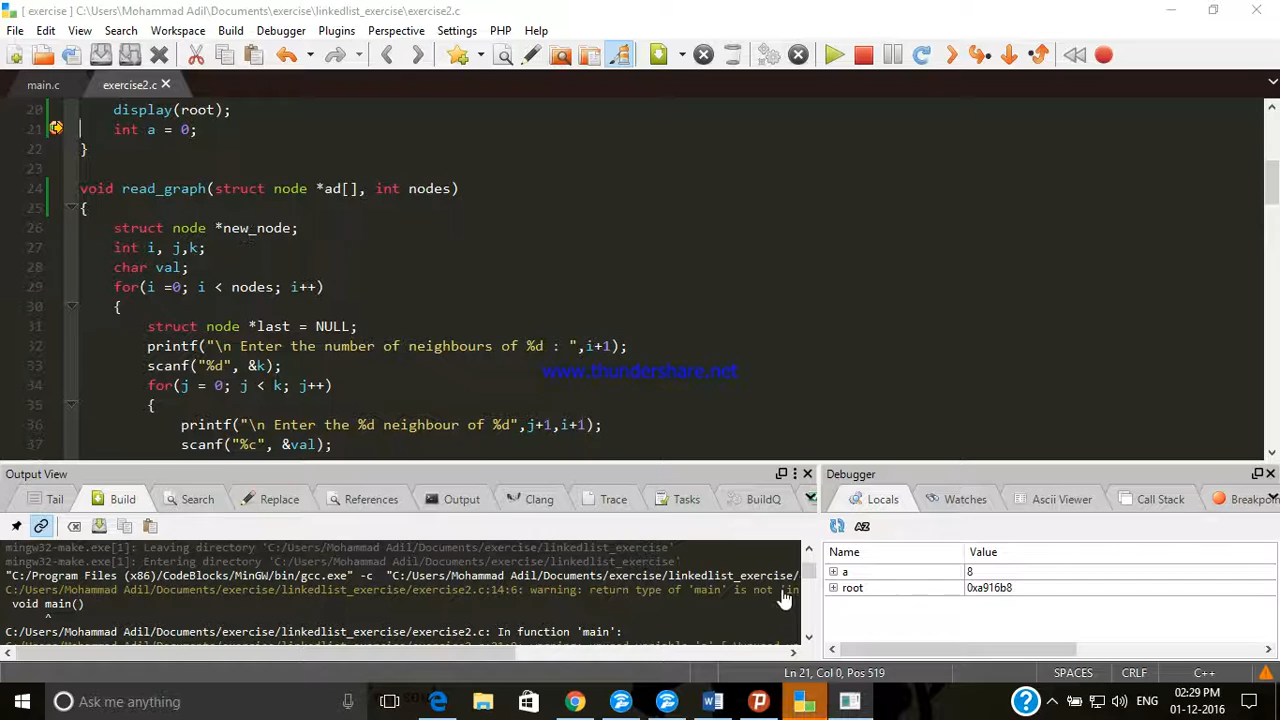 [ exercise ] C:\Users\Mohammad Adil\Documents\exercise\linkedlist_exercise\exercise2.c
File Edit View Search Workspace Build Debugger Plugins Perspective Settings PHP Help
main.c exercise2.c
20 display(root);
21 int a = 0;
22 }
23
24 void read_graph(struct node *ad[], int nodes)
25 {
26 struct node *new_node;
27 int i, j,k;
28 char val;
29 for(i =0; i < nodes; i++)
30 {
31 struct node *last = NULL;
32 printf("\n Enter the number of neighbours of %d : ",i+1);
33 scanf("%d", &k);
www.thundershare.net
34 for(j = 0; j < k; j++)
35 {
36 printf("\n Enter the %d neighbour of %d",j+1,i+1);
37 scanf("%c", &val);
Output View
Tail Build Search Replace References Output Clang Trace Tasks BuildQ
mingw32-make.exe[1]: Leaving directory 'C:/Users/Mohammad Adil/Documents/exercise/linkedlist_exercise'
mingw32-make.exe[1]: Entering directory 'C:/Users/Mohammad Adil/Documents/exercise/linkedlist_exercise'
"C:/Program Files (x86)/CodeBlocks/MinGW/bin/gcc.exe" -c "C:/Users/Mohammad Adil/Documents/exercise/linkedlist_exercise/
C:/Users/Mohammad Adil/Documents/exercise/linkedlist_exercise/exercise2.c:14:6: warning: return type of 'main' is not 'in
void main()
^
C:/Users/Mohammad Adil/Documents/exercise/linkedlist_exercise/exercise2.c: In function 'main':
Debugger
Locals Watches Ascii Viewer Call Stack Breakpoi
Name Value
a 8
root 0xa916b8
Ln 21, Col 0, Pos 519 SPACES CRLF C++
Ask me anything
ENG
02:29 PM
01-12-2016